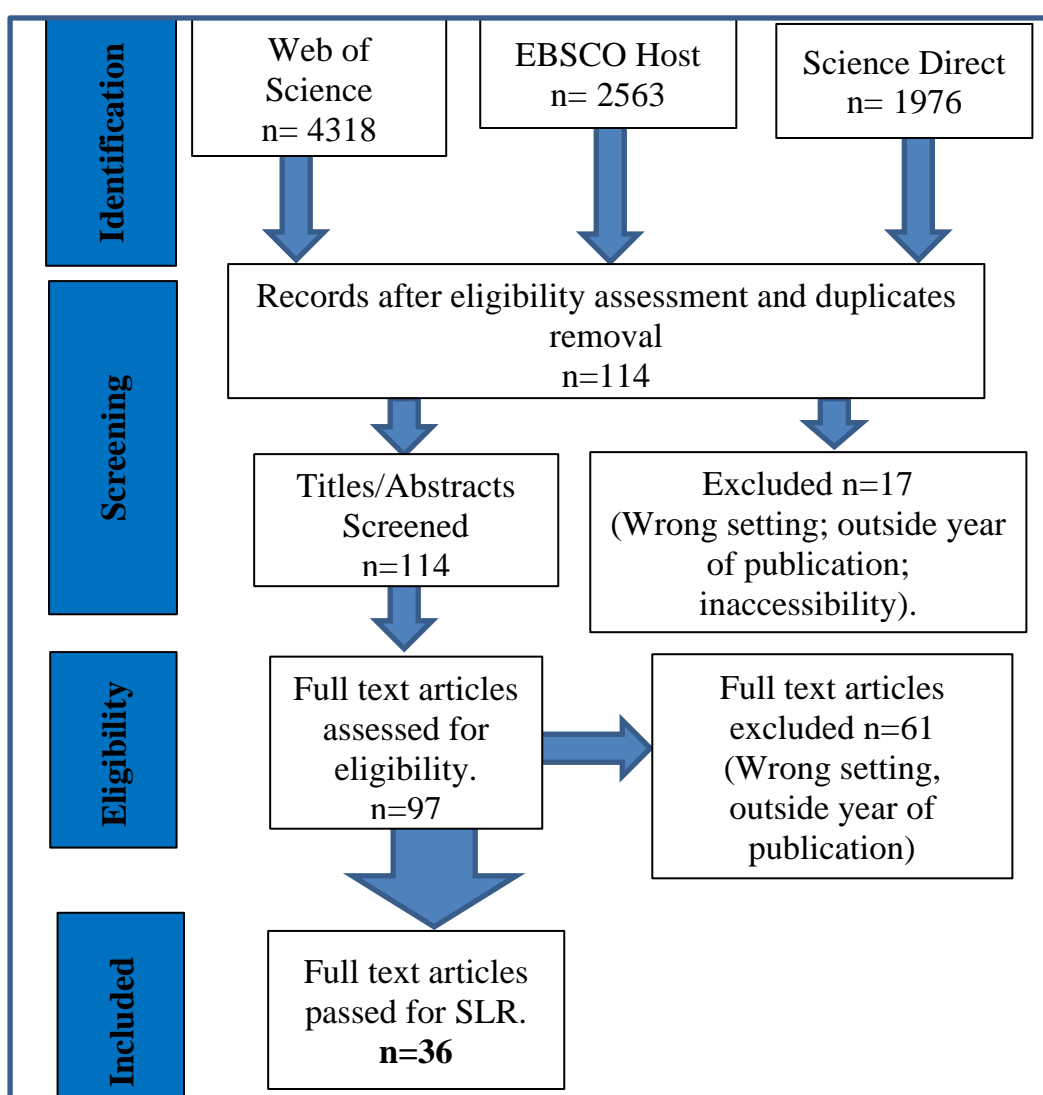 Identification
Web of
Science
n= 4318
EBSCO Host
n= 2563
Science Direct
n= 1976
Screening
Records after eligibility assessment and duplicates
removal
n=114
Titles/Abstracts
Screened
n=114
Excluded n=17
(Wrong setting; outside year
of publication;
inaccessibility).
Eligibility
Full text articles
assessed for
eligibility.
n=97
Full text articles
excluded n=61
(Wrong setting,
outside year of
publication)
Included
Full text articles
passed for SLR.
n=36